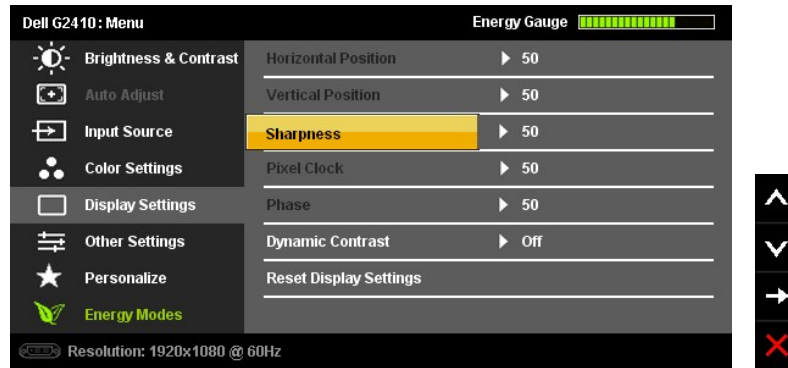 Dell G2410 : Menu
Energy Gauge
Brightness & Contrast
Horizontal Position 50
Auto Adjust
Vertical Position 50
Input Source
Sharpness 50
Color Settings
Pixel Clock 50
Display Settings
Phase 50
Other Settings
Dynamic Contrast Off
Personalize
Reset Display Settings
Energy Modes
Resolution: 1920x1080 @ 60Hz